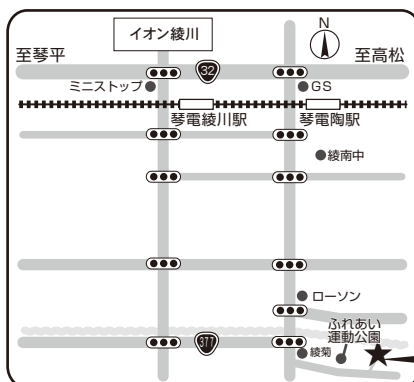 イオン綾川
N
至琴平
至高松
32
ミニストップ
GS
琴電綾川駅
琴電陶駅
綾南中
ローソン
ふれあい
運動公園
377
綾菊